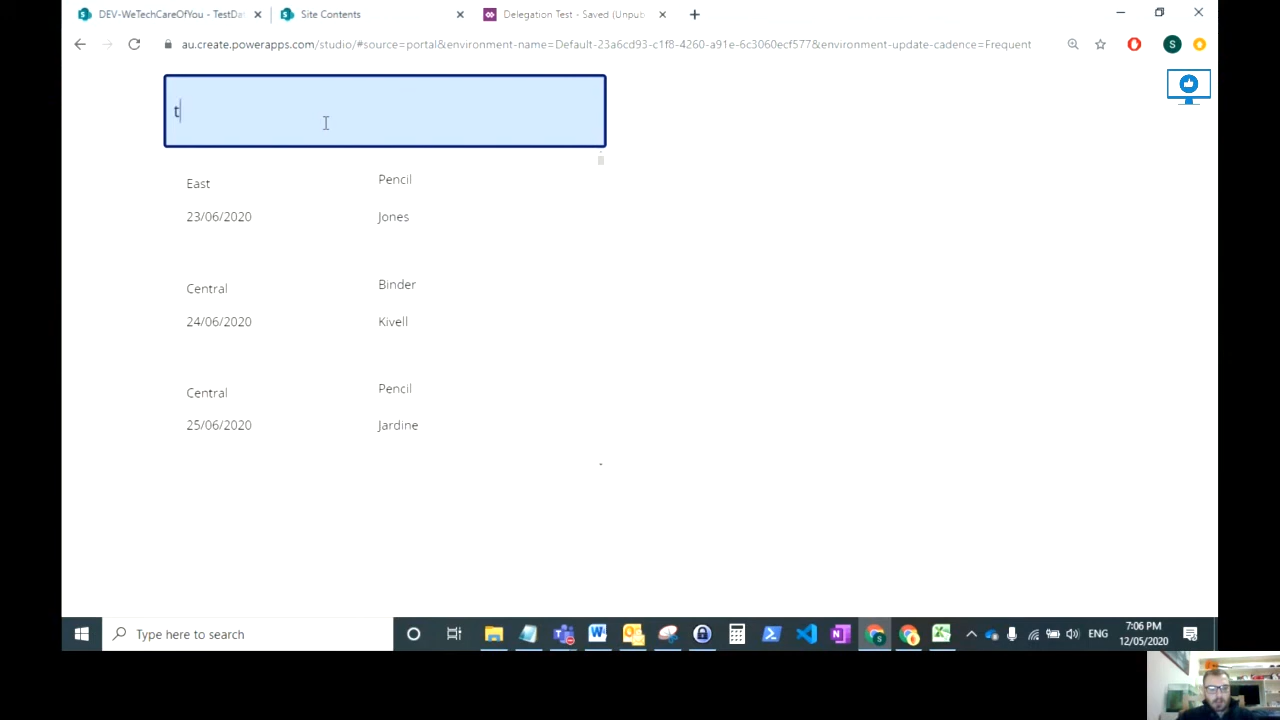 DEV-WeTechCareOfYou - TestDa
Site Contents
Delegation Test - Saved (Unpub
au.create.powerapps.com/studio/#source=portal&environment-name=Default-23a6cd93-c1f8-4260-a91e-6c3060ecf577&environment-update-cadence=Frequent
S
t
East
Pencil
23/06/2020
Jones
Central
Binder
24/06/2020
Kivell
Central
Pencil
25/06/2020
Jardine
Type here to search
ENG
7:06 PM
12/05/2020